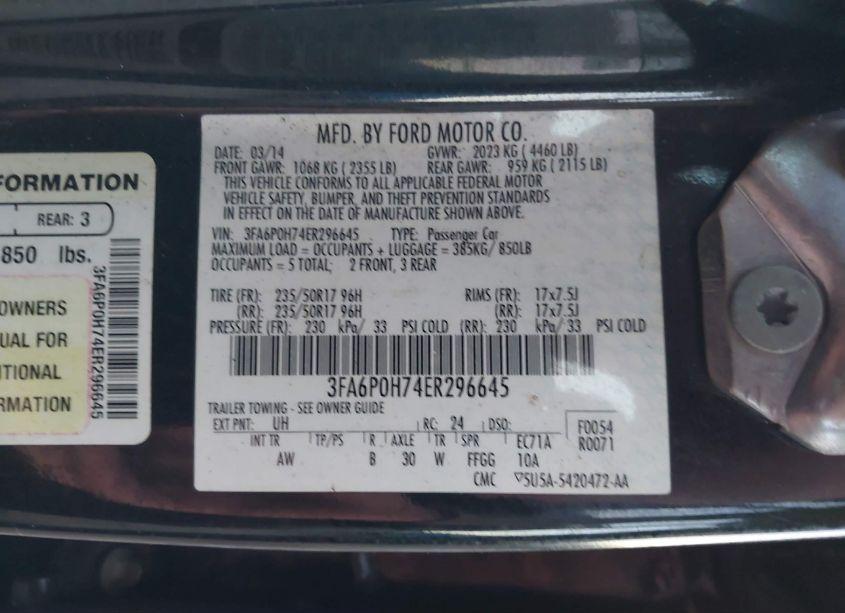 FORMATION
REAR: 3
850 lbs.
OWNERS
UAL FOR
ITIONAL
ORMATION
3FA6P0H74ER296645
MFD. BY FORD MOTOR CO.
DATE: 03/14 GVWR: 2023 KG ( 4460 LB)
FRONT GAWR: 1068 KG ( 2355 LB) REAR GAWR: 959 KG ( 2115 LB)
THIS VEHICLE CONFORMS TO ALL APPLICABLE FEDERAL MOTOR
VEHICLE SAFETY, BUMPER, AND THEFT PREVENTION STANDARDS
IN EFFECT ON THE DATE OF MANUFACTURE SHOWN ABOVE.
VIN: 3FA6P0H74ER296645 TYPE: Passenger Car
MAXIMUM LOAD = OCCUPANTS + LUGGAGE = 385KG/ 850LB
OCCUPANTS = 5 TOTAL; 2 FRONT, 3 REAR
TIRE (FR): 235/50R17 96H RIMS (FR): 17x7.5J
(RR): 235/50R17 96H (RR): 17x7.5J
PRESSURE (FR): 230 kPa/ 33 PSI COLD (RR): 230 kPa/ 33 PSI COLD
3FA6P0H74ER296645
TRAILER TOWING - SEE OWNER GUIDE
EXT PNT: UH RC: 24 DSO: F0054
INT TR TP/PS R AXLE TR SPR EC71A R0071
AW B 30 W FFGG 10A
CMC ▽5U5A-5420472-AA